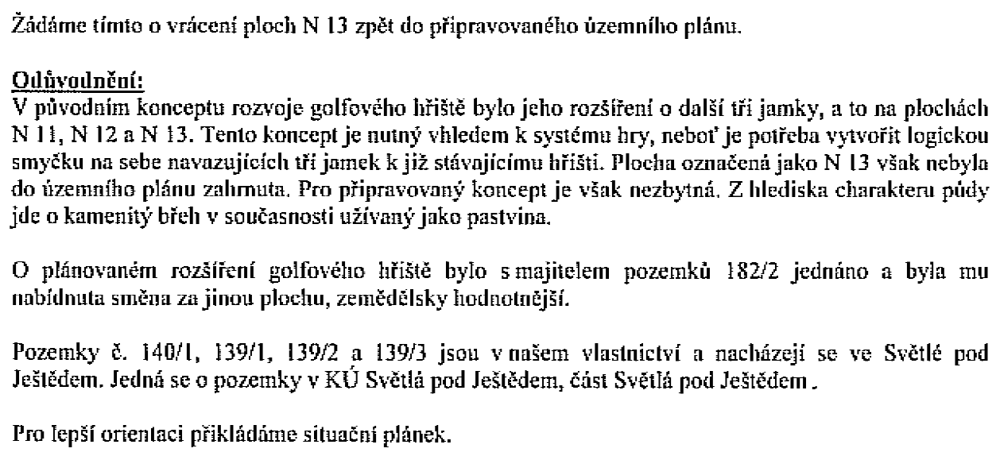 Žádáme tímto o vrácení ploch N 13 zpět do připravovaného územního plánu.
Odůvodnění:
V původním konceptu rozvoje golfového hřiště bylo jeho rozšíření o další tři jamky, a to na plochách
N 11, N 12 a N 13. Tento koncept je nutný vhledem k systému hry, neboť je potřeba vytvořit logickou
smyčku na sebe navazujících tří jamek k již stávajícímu hřišti. Plocha označená jako N 13 však nebyla
do územního plánu zahrnuta. Pro připravovaný koncept je však nezbytná. Z hlediska charakteru půdy
jde o kamenitý břeh v současnosti užívaný jako pastvina.
O plánovaném rozšíření golfového hřiště bylo s majitelem pozemků 182/2 jednáno a byla mu
nabídnuta směna za jinou plochu, zemědělsky hodnotnější.
Pozemky č. 140/1, 139/1, 139/2 a 139/3 jsou v našem vlastnictví a nacházejí se ve Světlé pod
Ještědem. Jedná se o pozemky v KÚ Světlá pod Ještědem, část Světlá pod Ještědem .
Pro lepší orientaci přikládáme situační plánek.